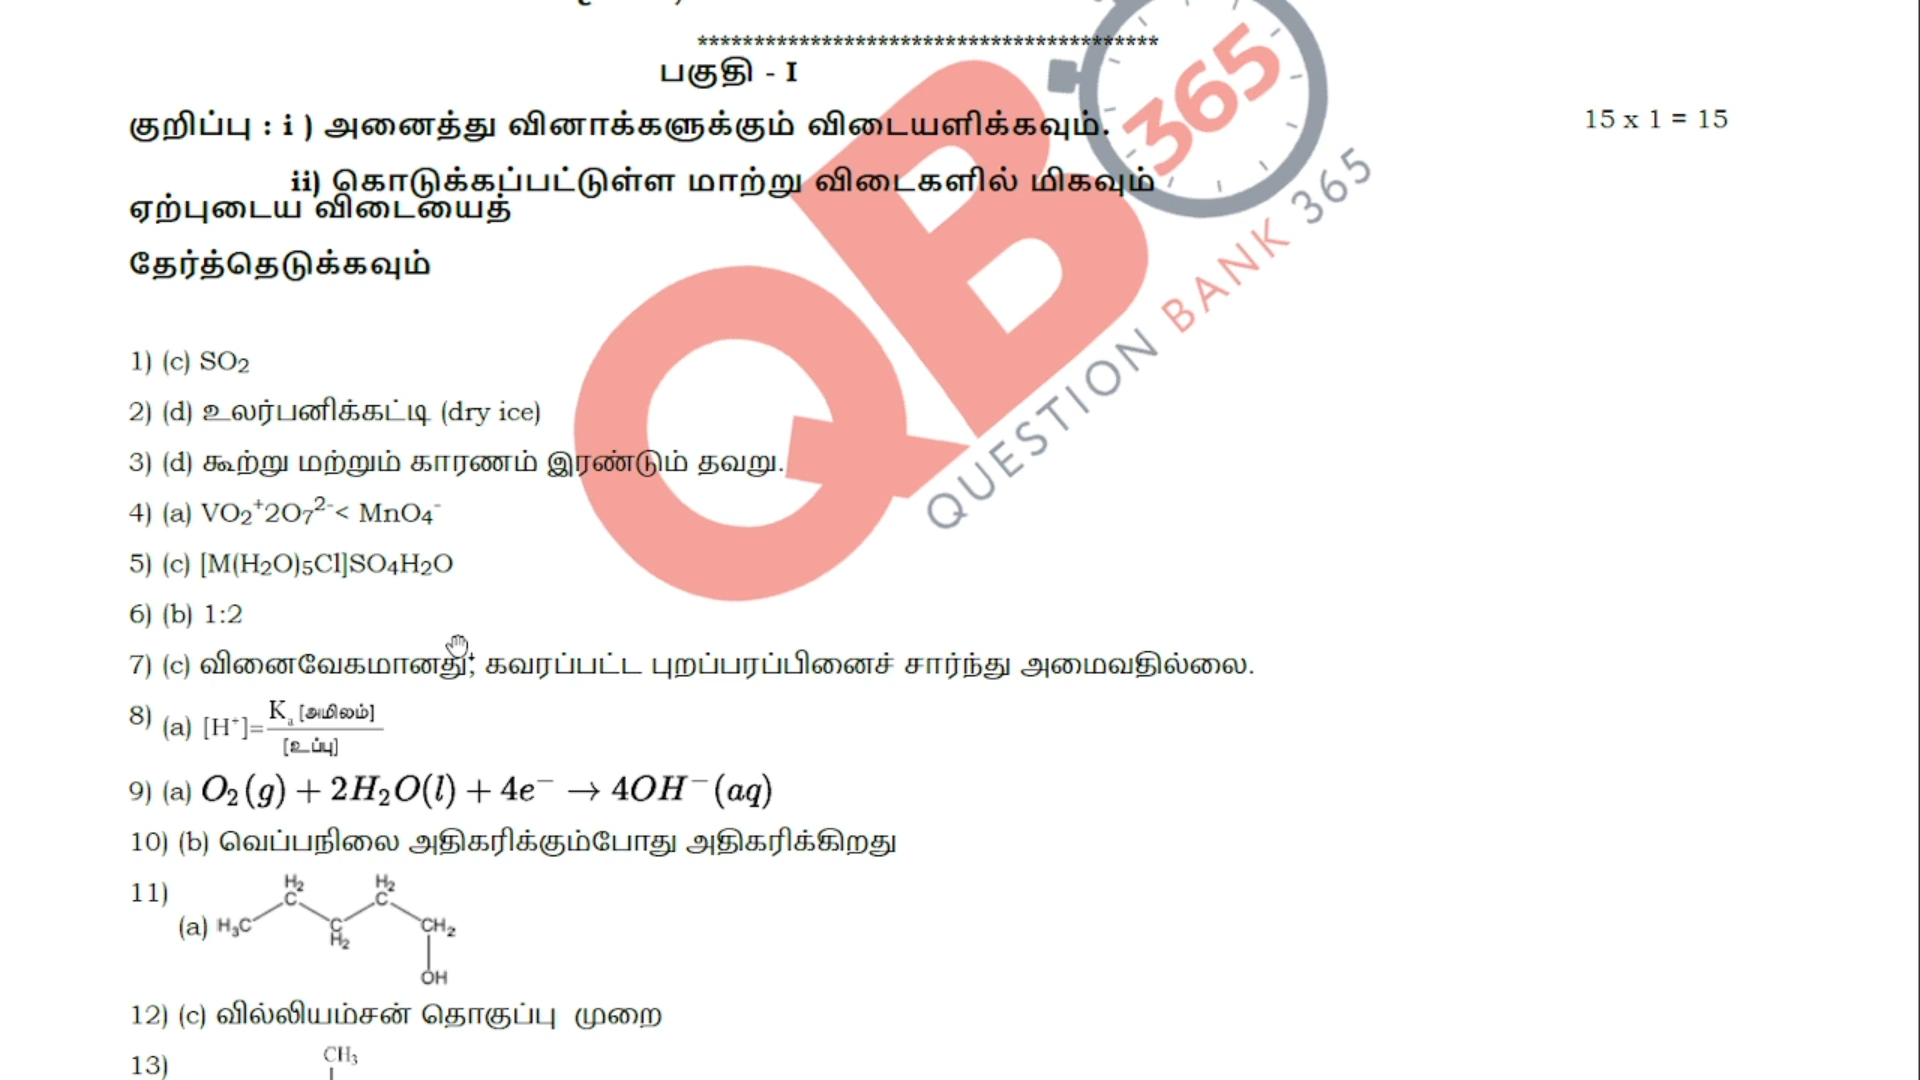 ****************************************
பகுதி - I
குறிப்பு : i ) அனைத்து வினாக்களுக்கும் விடையளிக்கவும்.
15 x 1 = 15
ii) கொடுக்கப்பட்டுள்ள மாற்று விடைகளில் மிகவும்
ஏற்புடைய விடையைத்
தேர்த்தெடுக்கவும்
365
QUESTION BANK 365
QB
1) (c) SO₂
2) (d) உலர்பனிக்கட்டி (dry ice)
3) (d) கூற்று மற்றும் காரணம் இரண்டும் தவறு.
4) (a) VO₂⁺2O₇²⁻< MnO₄⁻
5) (c) [M(H₂O)₅Cl]SO₄H₂O
6) (b) 1:2
7) (c) வினைவேகமானது; கவரப்பட்ட புறப்பரப்பினைச் சார்ந்து அமைவதில்லை.
8) (a) [H⁺]= Kₐ [அமிலம்]
[உப்பு]
9) (a) O₂(g) + 2H₂O(l) + 4e⁻ → 4OH⁻(aq)
10) (b) வெப்பநிலை அதிகரிக்கும்போது அதிகரிக்கிறது
11)
H₂ H₂
C C
(a) H₃C C CH₂
H₂
OH
12) (c) வில்லியம்சன் தொகுப்பு முறை
13) CH₃